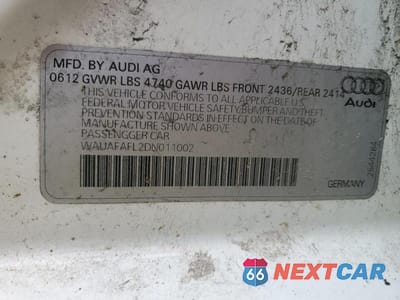 MFD. BY AUDI AG
0612 GVWR LBS 4740 GAWR LBS FRONT 2436/REAR 241
THIS VEHICLE CONFORMS TO ALL APPLICABLE U.S.
FEDERAL MOTOR VEHICLE SAFETY,BUMPER AND THEFT
PREVENTION STANDARDS IN EFFECT ON THE DATE OF
MANUFACTURE SHOWN ABOVE.
PASSENGGER CAR
WAUAFAFL2DN011002
Audi
GERMANY
66 NEXTCAR